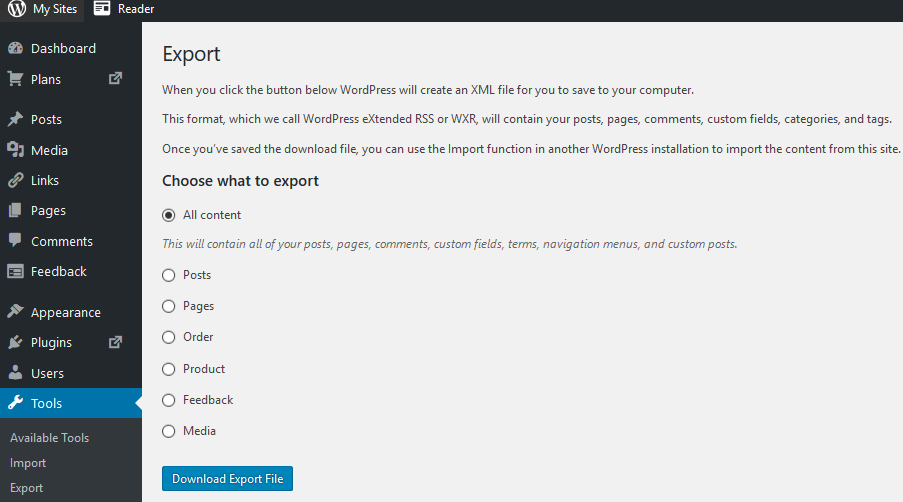 My Sites
Reader
Dashboard
Plans
Posts
Media
Links
Pages
Comments
Feedback
Appearance
Plugins
Users
Tools
Available Tools
Import
Export
Export
When you click the button below WordPress will create an XML file for you to save to your computer.
This format, which we call WordPress eXtended RSS or WXR, will contain your posts, pages, comments, custom fields, categories, and tags.
Once you've saved the download file, you can use the Import function in another WordPress installation to import the content from this site.
Choose what to export
All content
This will contain all of your posts, pages, comments, custom fields, terms, navigation menus, and custom posts.
Posts
Pages
Order
Product
Feedback
Media
Download Export File